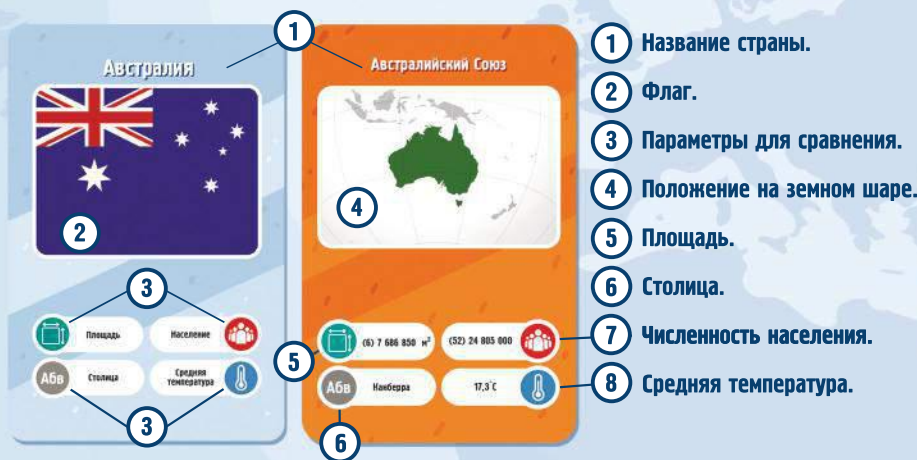 1
Австралия
2
3
Площадь
Население
Абв
Столица
Средняя
температура
3
Австралийский Союз
4
5
(6) 7 686 850 м²
(52) 24 805 000
Абв
Канберра
17,3°С
6
1 Название страны.
2 Флаг.
3 Параметры для сравнения.
4 Положение на земном шаре.
5 Площадь.
6 Столица.
7 Численность населения.
8 Средняя температура.